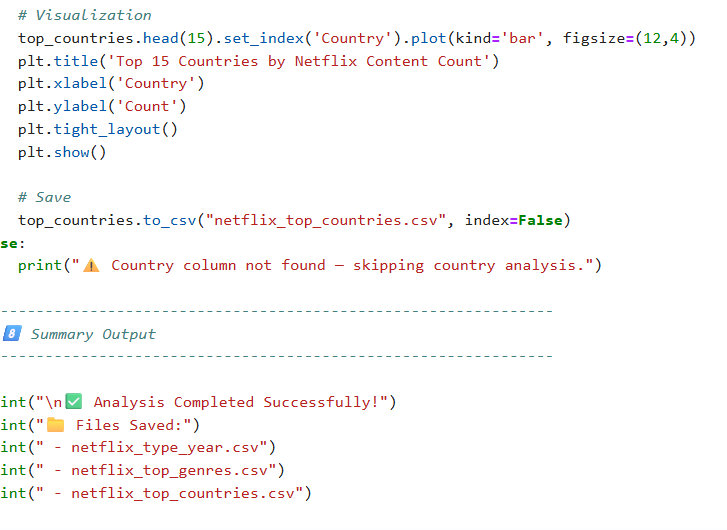 # Visualization
top_countries.head(15).set_index('Country').plot(kind='bar', figsize=(12,4))
plt.title('Top 15 Countries by Netflix Content Count')
plt.xlabel('Country')
plt.ylabel('Count')
plt.tight_layout()
plt.show()
# Save
top_countries.to_csv("netflix_top_countries.csv", index=False)
se:
print("⚠️ Country column not found — skipping country analysis.")
--------------------------------------------------------------
8️⃣ Summary Output
--------------------------------------------------------------
int("\n✅ Analysis Completed Successfully!")
int("📁 Files Saved:")
int(" - netflix_type_year.csv")
int(" - netflix_top_genres.csv")
int(" - netflix_top_countries.csv")